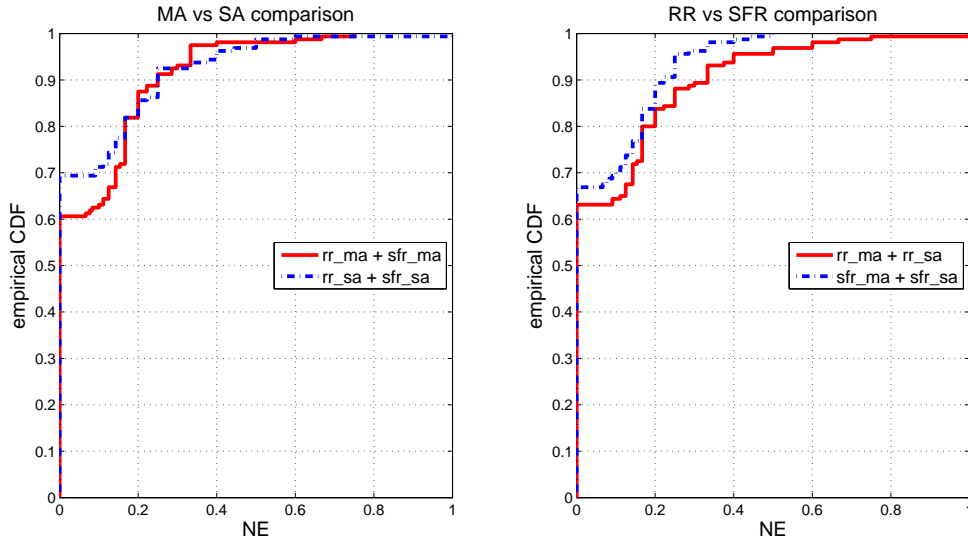 MA vs SA comparison
1
0.9
0.8
0.7
0.6
0.5
0.4
0.3
0.2
0.1
0
empirical CDF
rr_ma + sfr_ma
rr_sa + sfr_sa
0 0.2 0.4 0.6 0.8 1
NE
RR vs SFR comparison
1
0.9
0.8
0.7
0.6
0.5
0.4
0.3
0.2
0.1
0
empirical CDF
rr_ma + rr_sa
sfr_ma + sfr_sa
0 0.2 0.4 0.6 0.8 1
NE